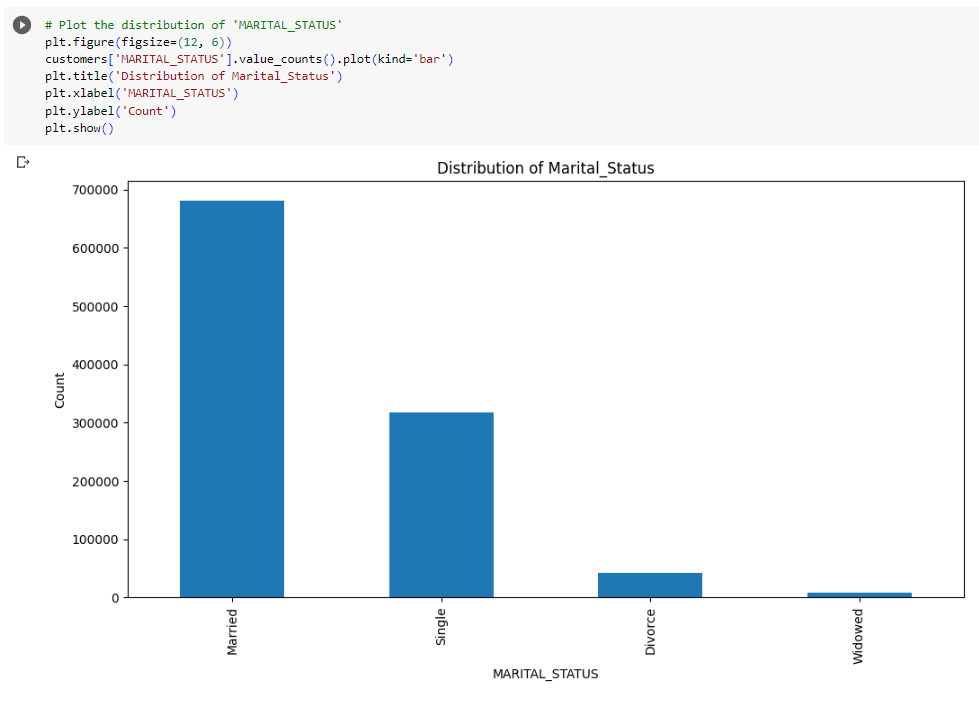 # Plot the distribution of 'MARITAL_STATUS'
plt.figure(figsize=(12, 6))
customers['MARITAL_STATUS'].value_counts().plot(kind='bar')
plt.title('Distribution of Marital_Status')
plt.xlabel('MARITAL_STATUS')
plt.ylabel('Count')
plt.show()
Distribution of Marital_Status
700000
600000
500000
400000
300000
200000
100000
0
Count
Married
Single
Divorce
Widowed
MARITAL_STATUS